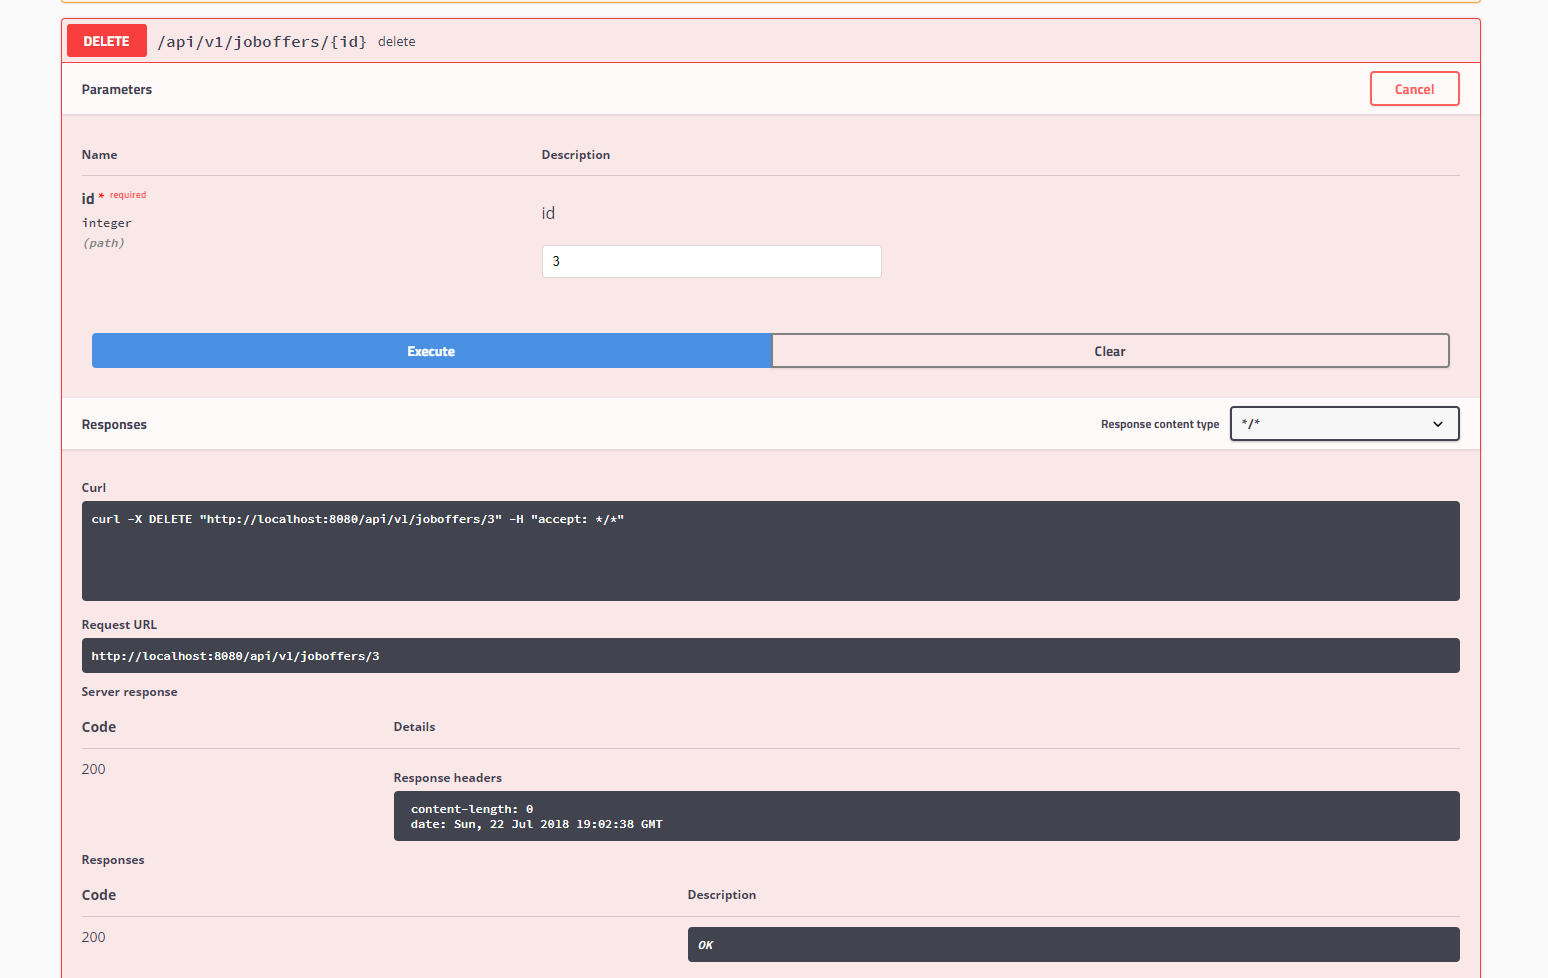 DELETE /api/v1/joboffers/{id} delete
Parameters
Cancel
Name Description
id * required
integer
(path)
id
3
Execute Clear
Responses
Response content type */*
Curl
curl -X DELETE "http://localhost:8080/api/v1/joboffers/3" -H "accept: */*"
Request URL
http://localhost:8080/api/v1/joboffers/3
Server response
Code Details
200
Response headers
content-length: 0
date: Sun, 22 Jul 2018 19:02:38 GMT
Responses
Code Description
200
OK